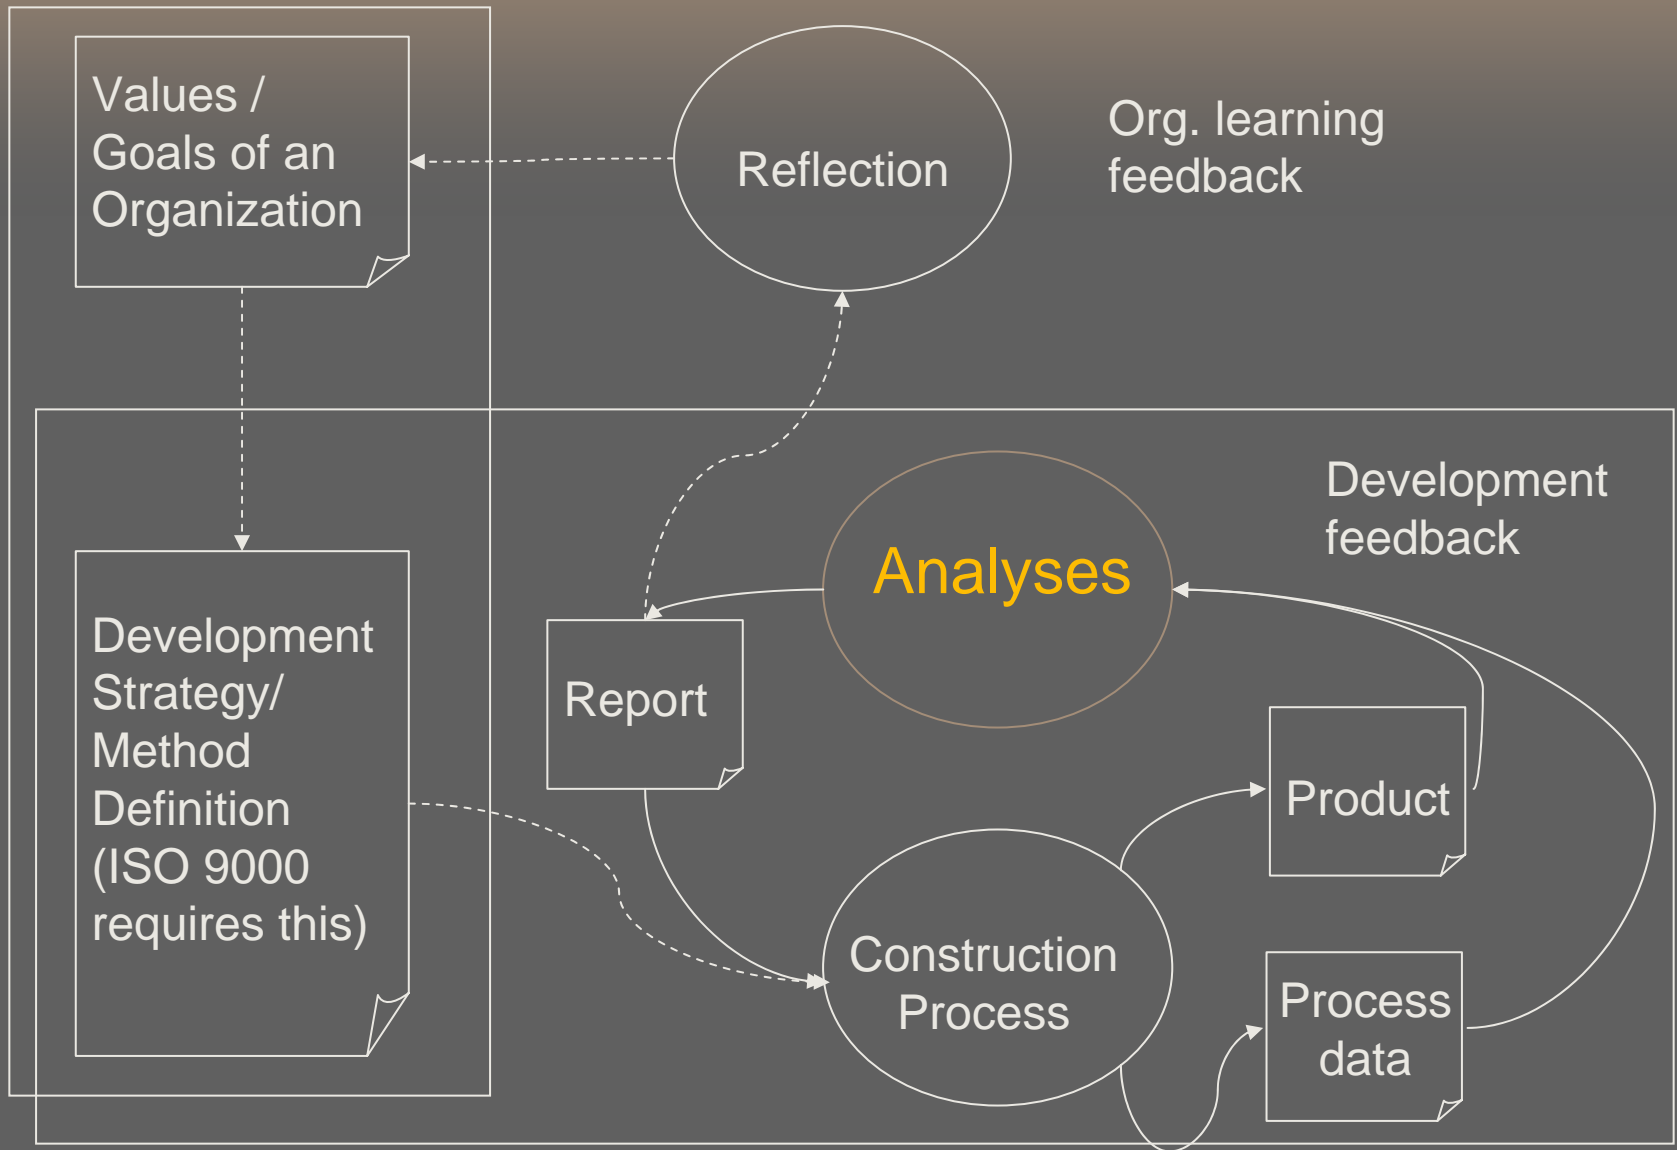 Values /
Goals of an
Organization
Reflection
Org. learning
feedback
Development
feedback
Analyses
Development
Strategy/
Method
Definition
(ISO 9000
requires this)
Report
Product
Construction
Process
Process
data